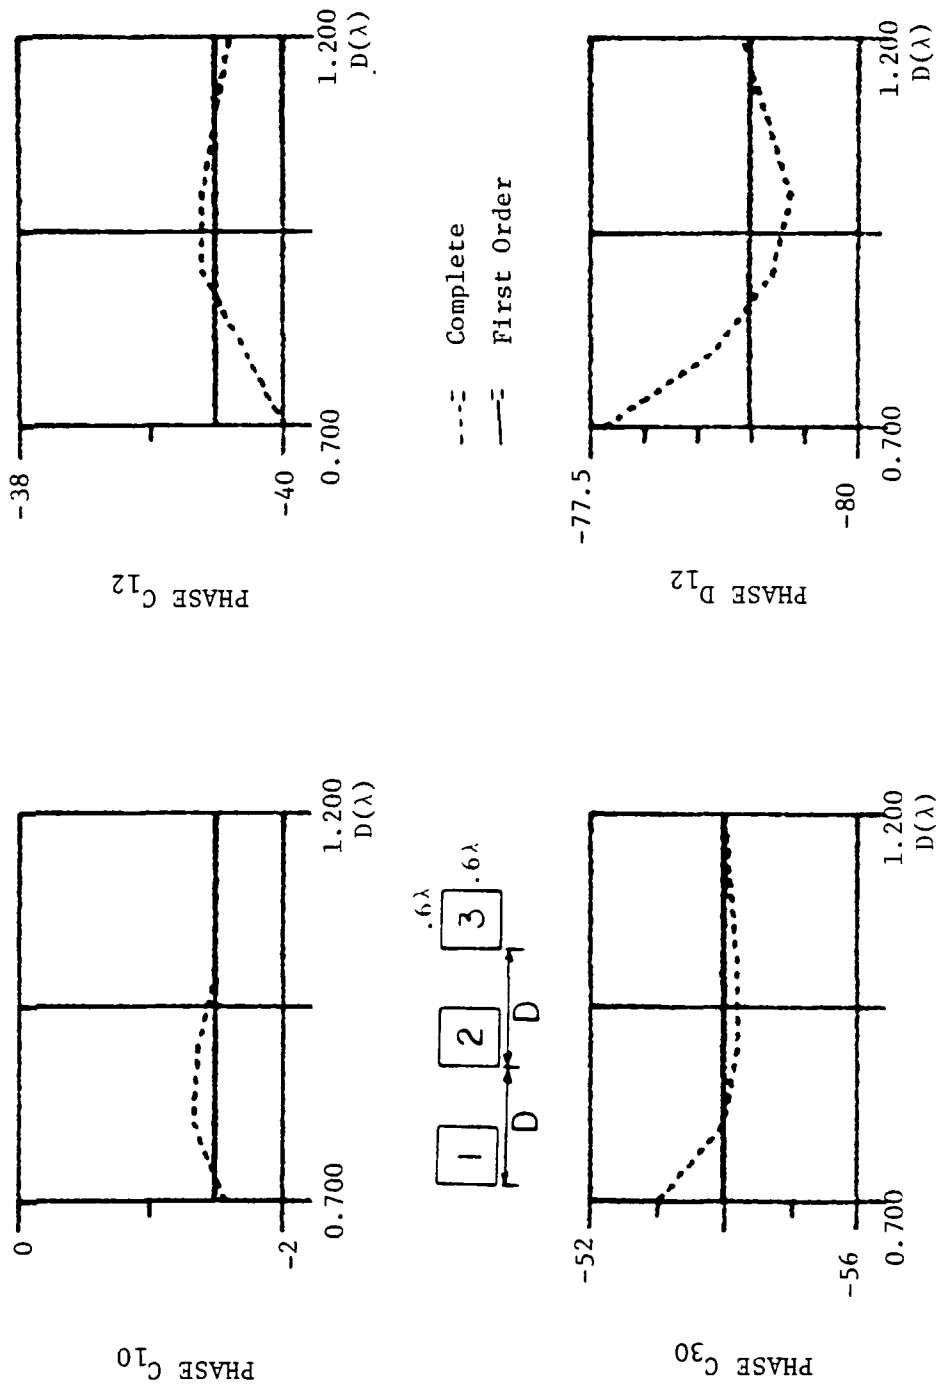 PHASE C10
0
-2
0.700
1.200
D(λ)
PHASE C12
-38
-40
0.700
1.200
D(λ)
1
2
3
.6λ
.6λ
D
D
Complete
First Order
PHASE C30
-52
-56
0.700
1.200
D(λ)
PHASE D12
-77.5
-80
0.700
1.200
D(λ)